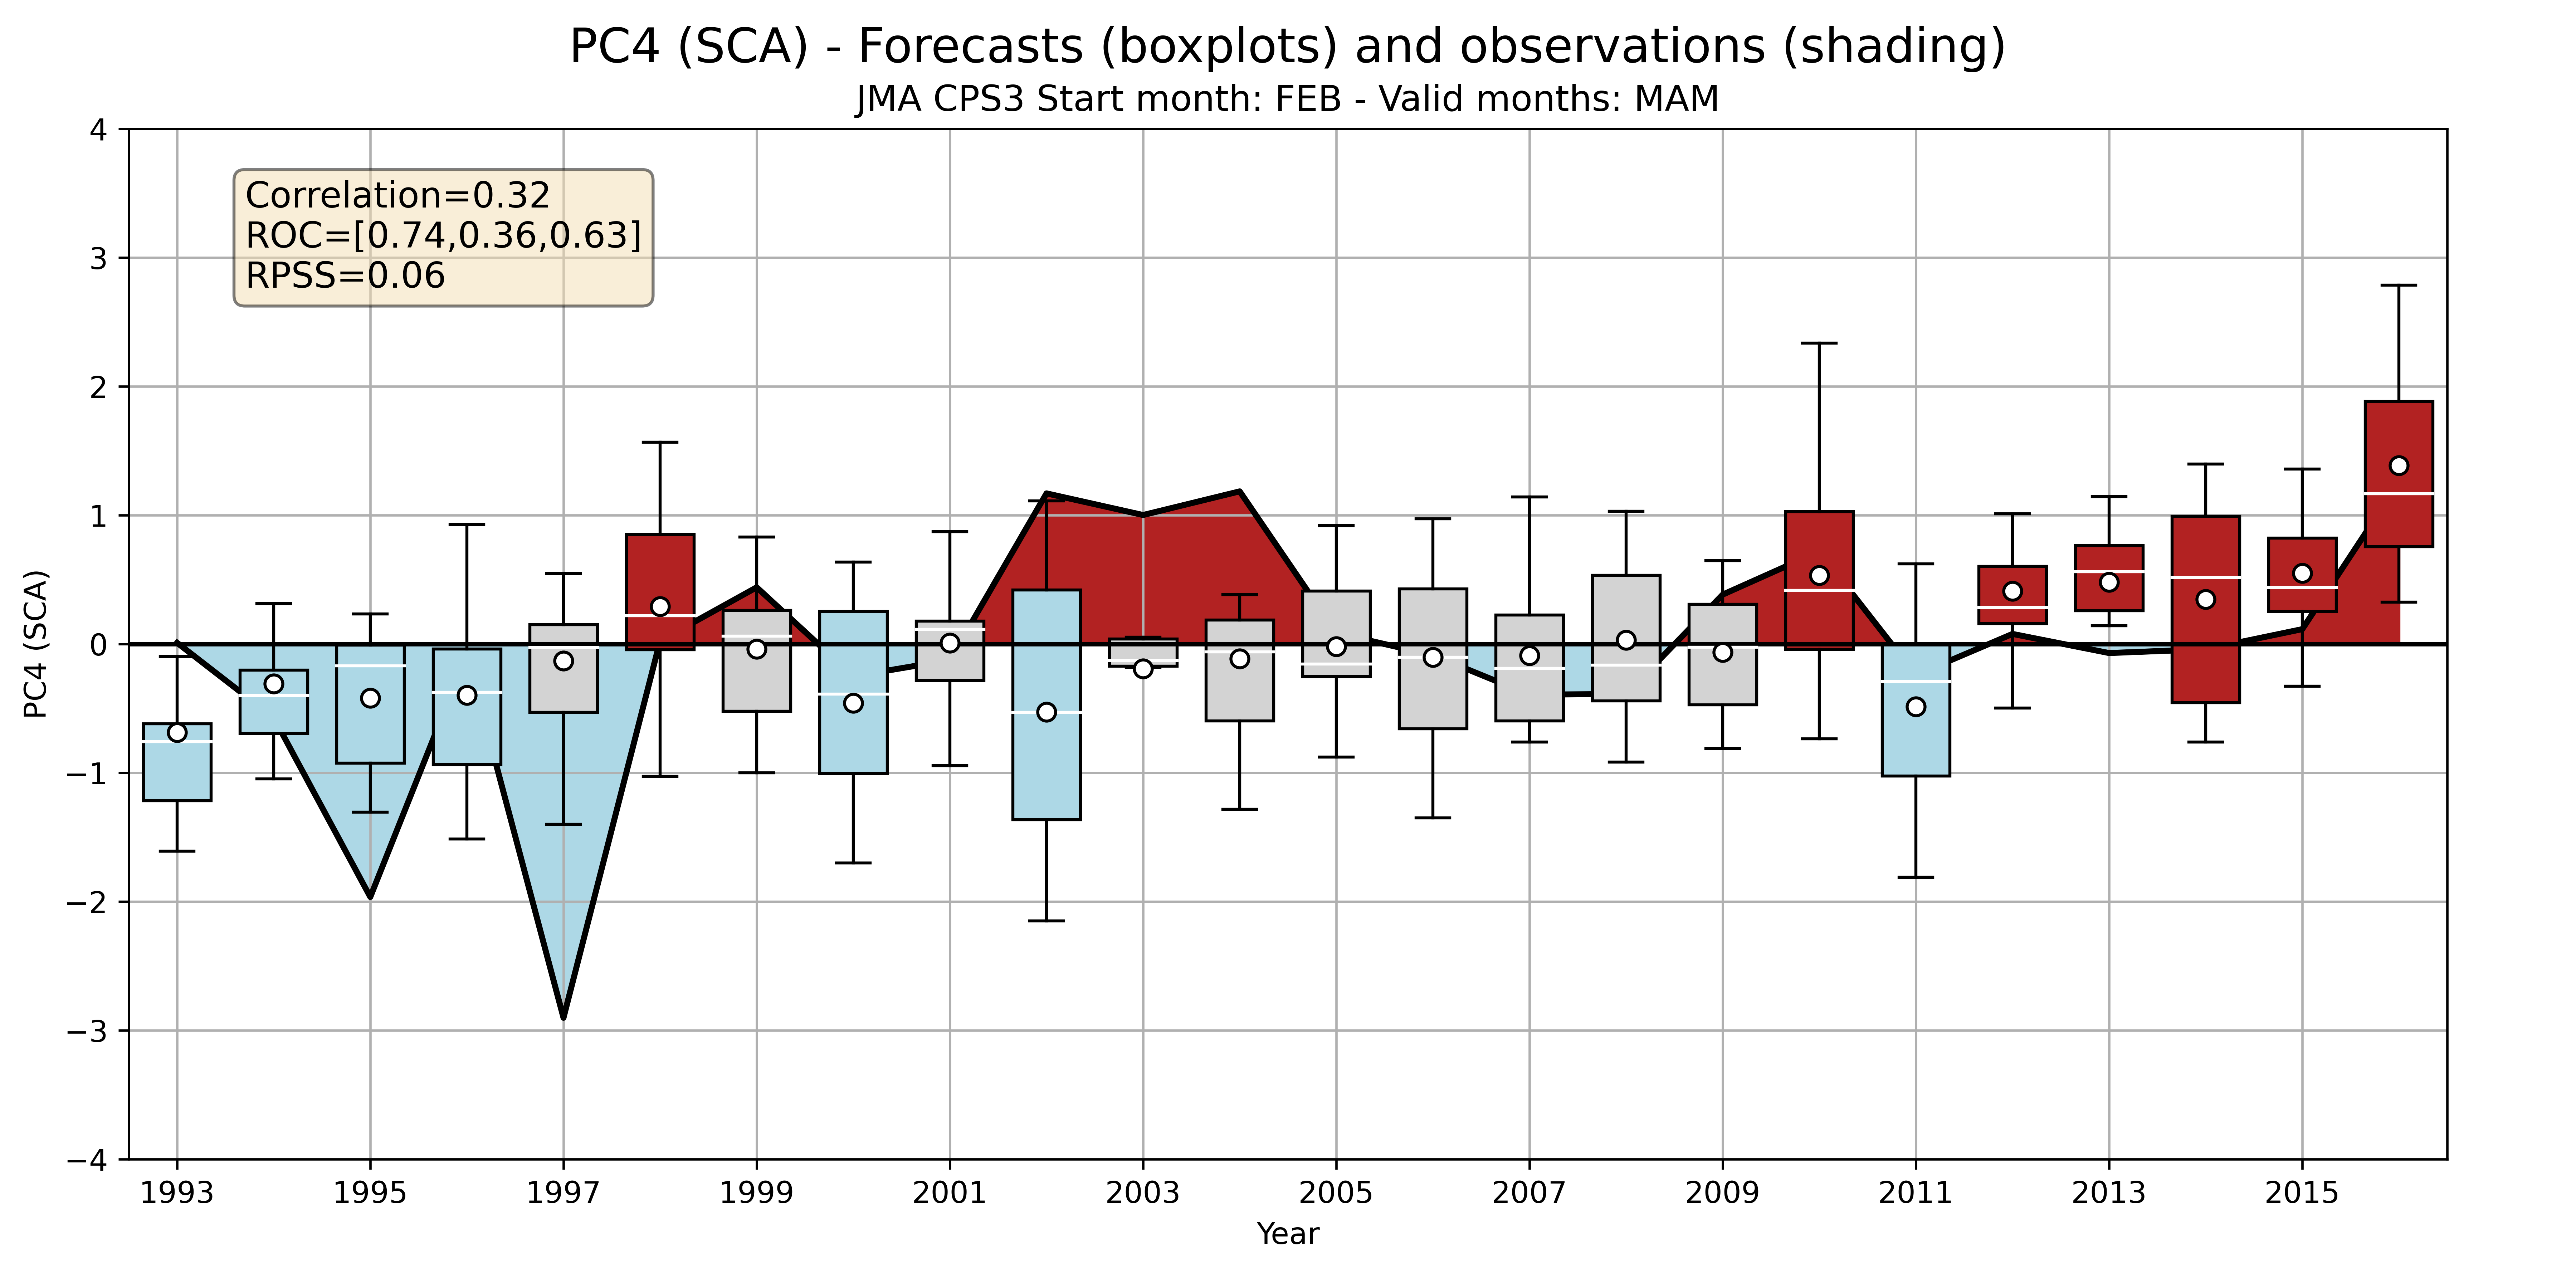 PC4 (SCA) - Forecasts (boxplots) and observations (shading)
JMA CPS3 Start month: FEB - Valid months: MAM
Correlation=0.32
ROC=[0.74,0.36,0.63]
RPSS=0.06
PC4 (SCA)
4
3
2
1
0
−1
−2
−3
−4
1993 1995 1997 1999 2001 2003 2005 2007 2009 2011 2013 2015
Year